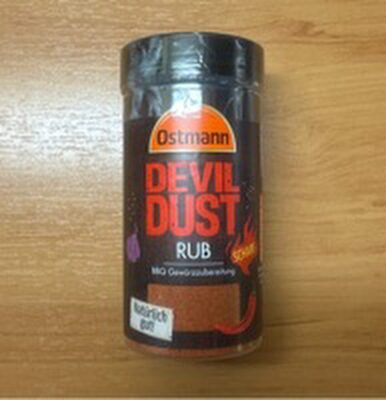 Ostmann
DEVIL
DUST
RUB
SCHARF
BBQ Gewürzzubereitung
Natürlich
gut!